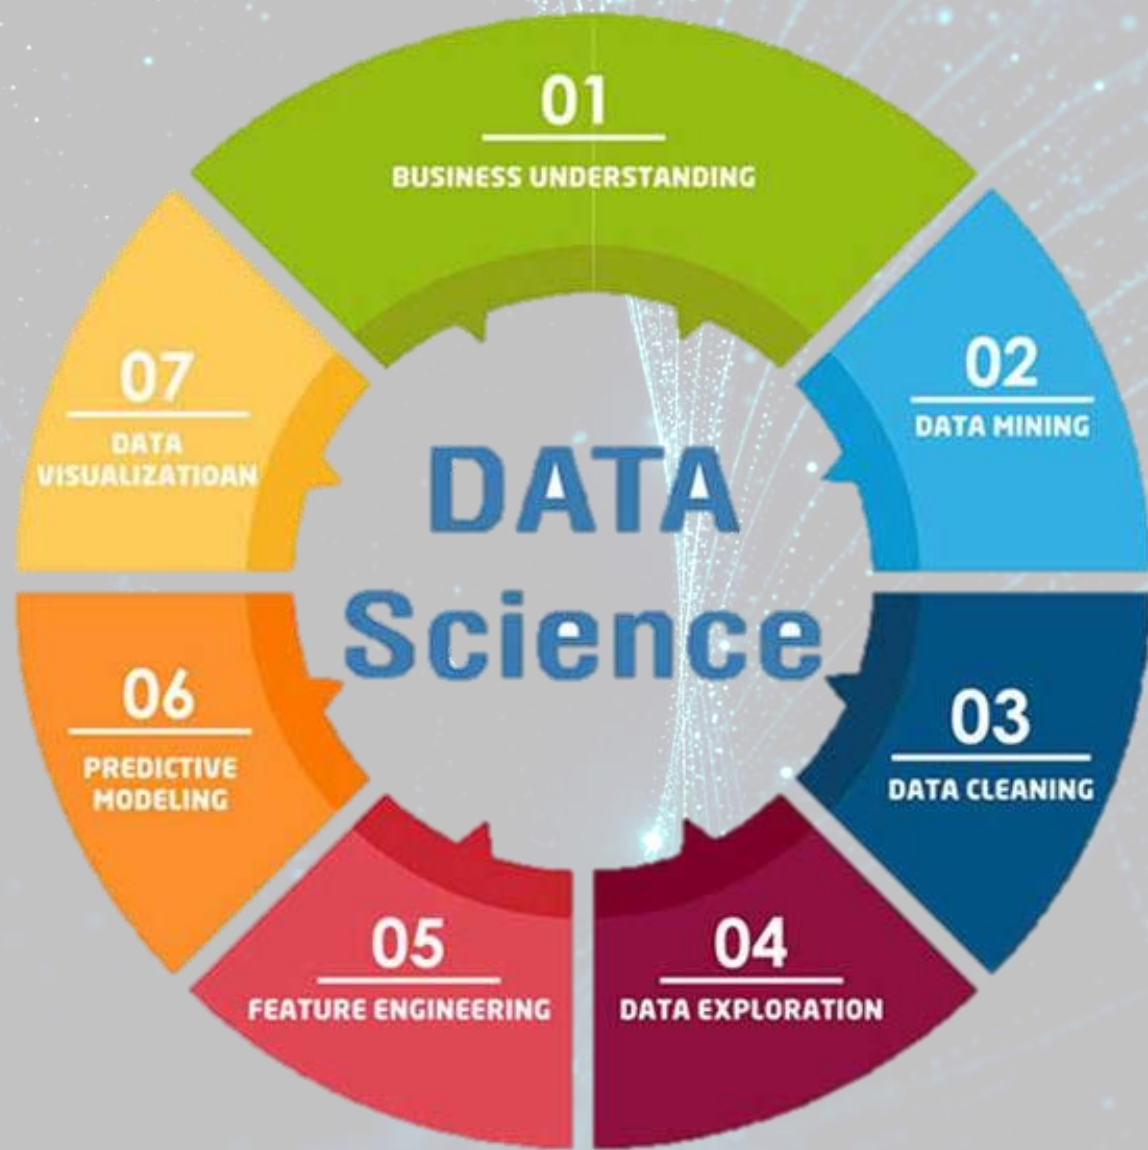 01
BUSINESS UNDERSTANDING
02
DATA MINING
03
DATA CLEANING
04
DATA EXPLORATION
05
FEATURE ENGINEERING
06
PREDICTIVE
MODELING
07
DATA
VISUALIZATIOAN
DATA
Science